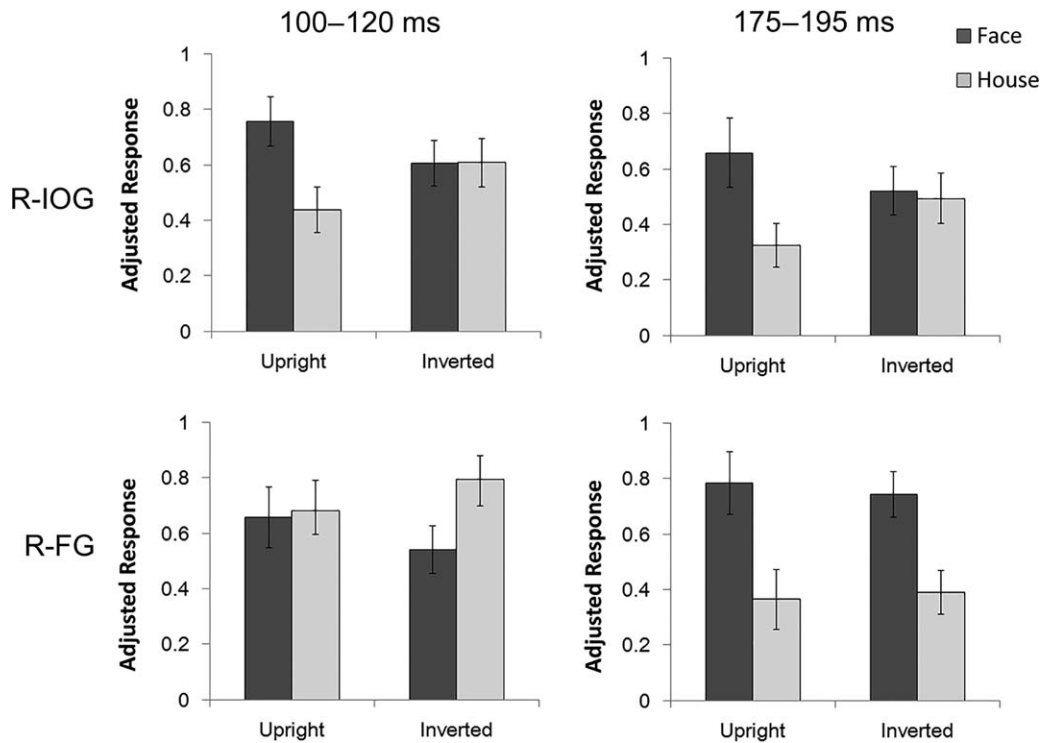 100–120 ms
175–195 ms
Face
House
R-IOG
Adjusted Response
1
0.8
0.6
0.4
0.2
0
Upright
Inverted
Adjusted Response
1
0.8
0.6
0.4
0.2
0
Upright
Inverted
R-FG
Adjusted Response
1
0.8
0.6
0.4
0.2
0
Upright
Inverted
Adjusted Response
1
0.8
0.6
0.4
0.2
0
Upright
Inverted